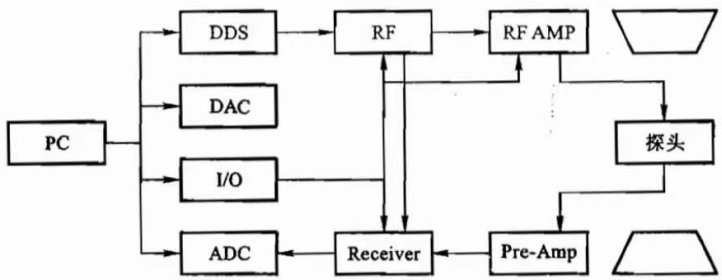 DDS
RF
RF AMP
DAC
PC
探头
I/O
ADC
Receiver
Pre-Amp